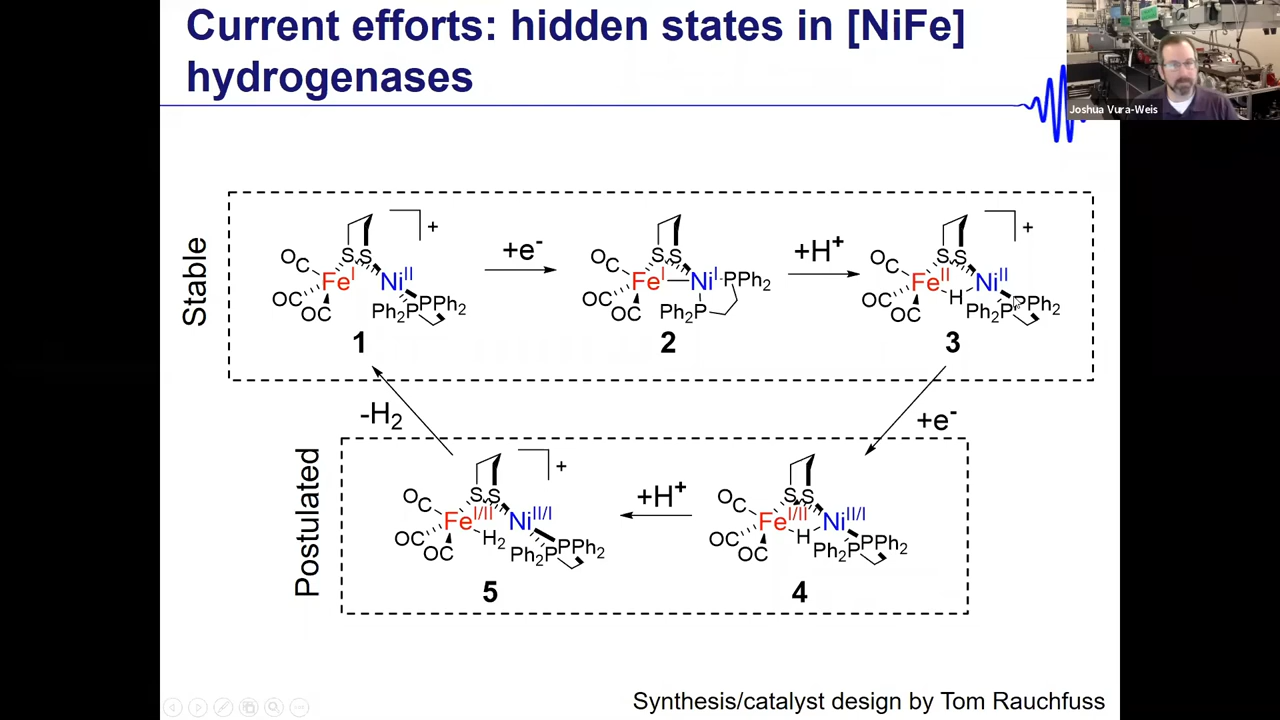 Current efforts: hidden states in [NiFe]
hydrogenases
Joshua Vura-Weis
Stable
OC
OC
OC
S S
Fe^I
Ni^II
Ph₂P PPh₂
+
1
+e⁻
OC
OC
OC
S S
Fe^I
Ni^I
PPh₂
Ph₂P
2
+H⁺
OC
OC
OC
S S
Fe^II
H
Ni^II
Ph₂P PPh₂
+
3
-H₂
+e⁻
Postulated
OC
OC
OC
S S
Fe^I/II
H₂
Ni^II/I
Ph₂P PPh₂
+
5
+H⁺
OC
OC
OC
S S
Fe^I/II
H
Ni^II/I
Ph₂P PPh₂
4
Synthesis/catalyst design by Tom Rauchfuss